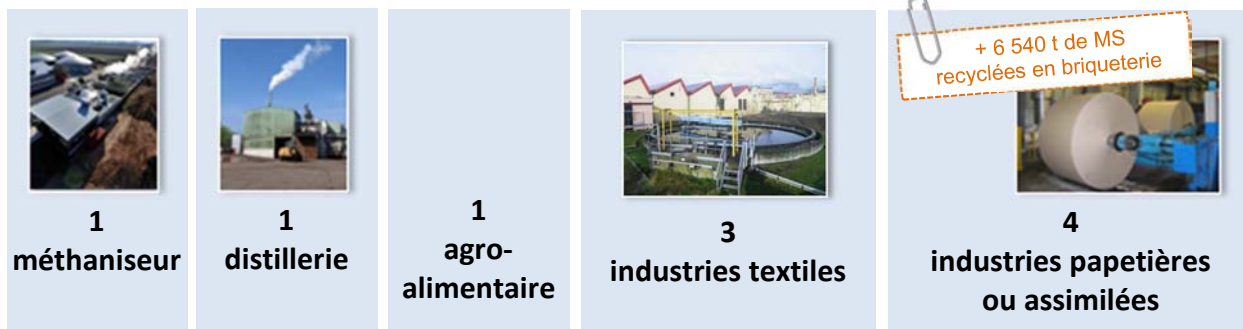 + 6 540 t de MS
recyclées en briqueterie
1
méthaniseur
1
distillerie
1
agro-
alimentaire
3
industries textiles
4
industries papetières
ou assimilées